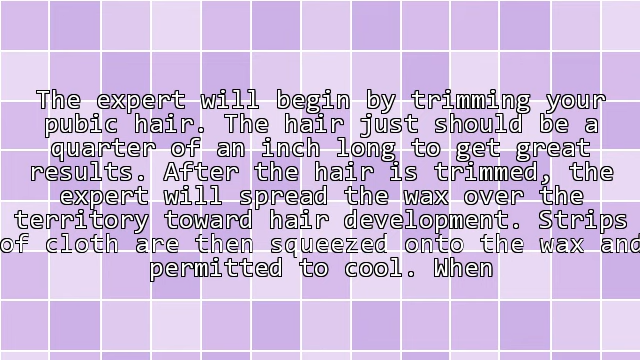 The expert will begin by trimming your
pubic hair. The hair just should be a
quarter of an inch long to get great
results. After the hair is trimmed, the
expert will spread the wax over the
territory toward hair development. Strips
of cloth are then squeezed onto the wax and
permitted to cool. When